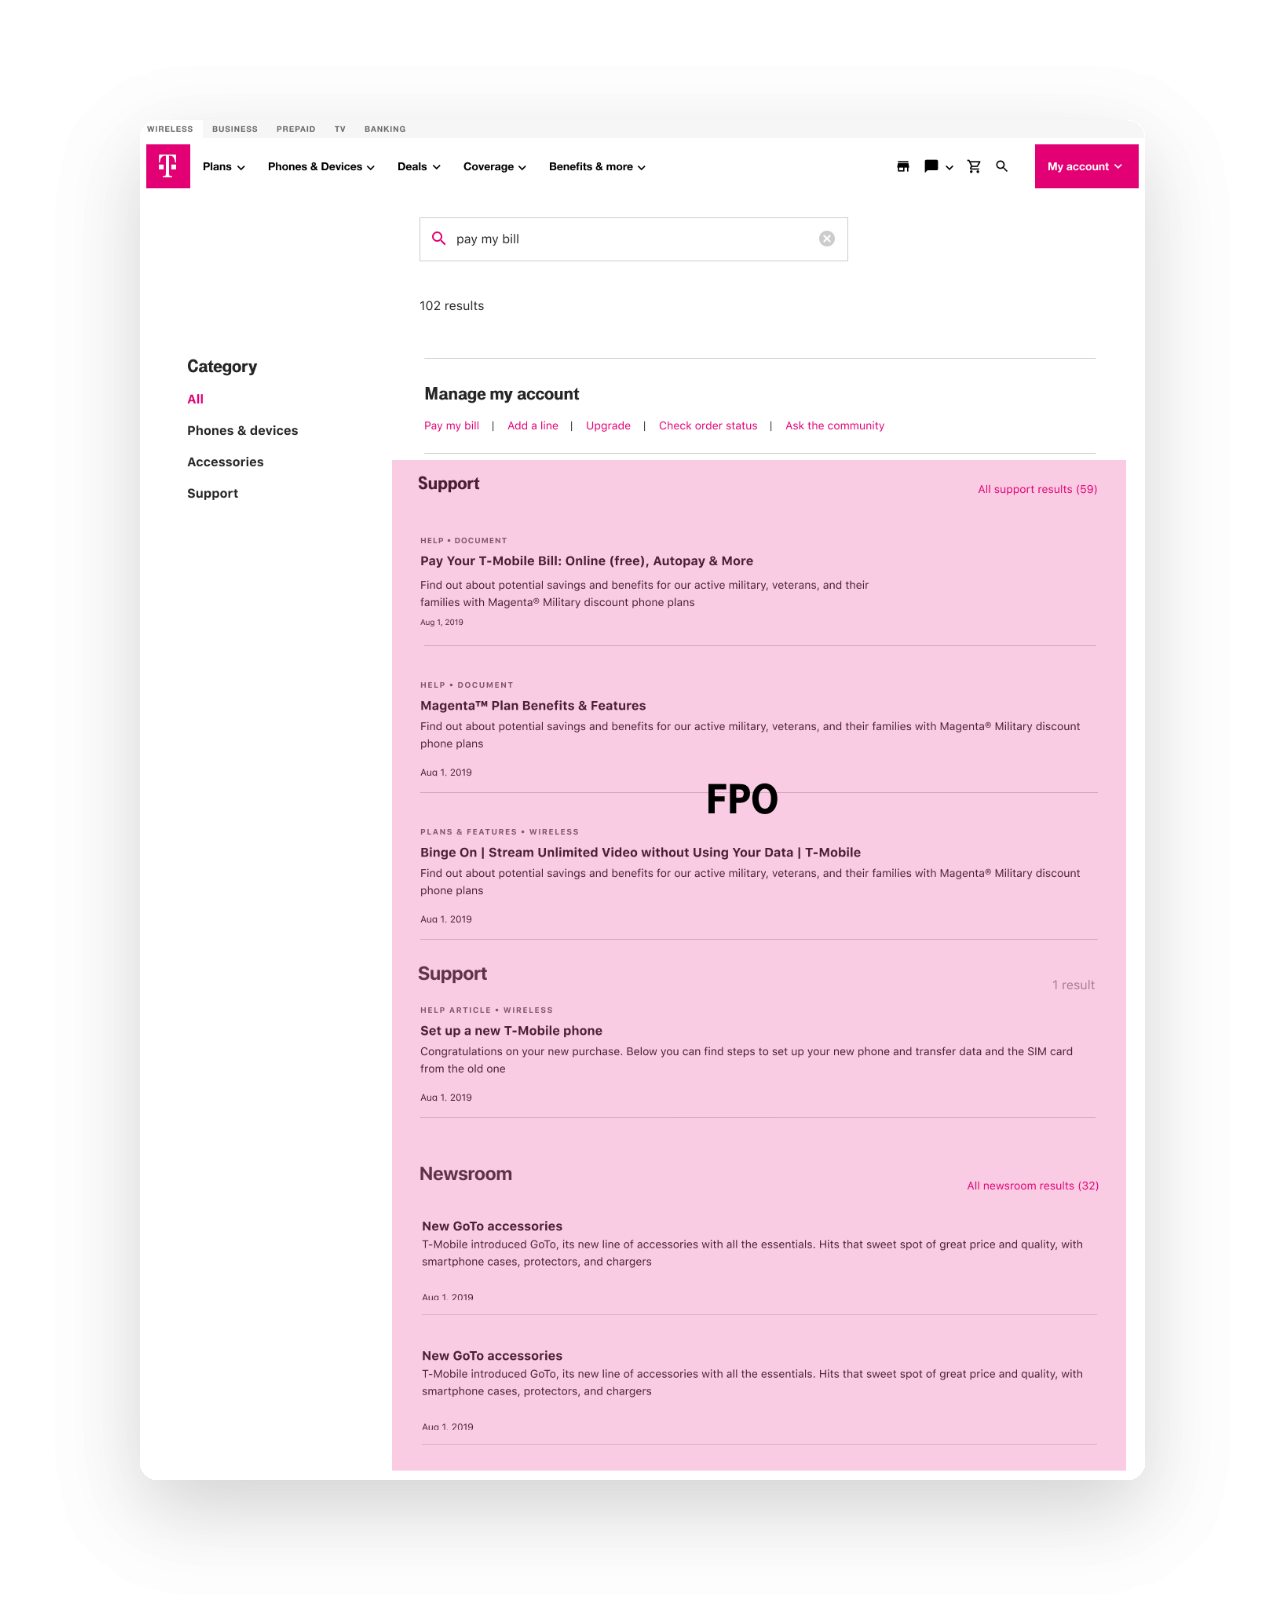 WIRELESS BUSINESS PREPAID TV BANKING
T Plans Phones & Devices Deals Coverage Benefits & more My account
pay my bill
102 results
Category
All
Phones & devices
Accessories
Support
Manage my account
Pay my bill | Add a line | Upgrade | Check order status | Ask the community
Support
All support results (59)
HELP • DOCUMENT
Pay Your T-Mobile Bill: Online (free), Autopay & More
Find out about potential savings and benefits for our active military, veterans, and their
families with Magenta® Military discount phone plans
Aug 1, 2019
HELP • DOCUMENT
Magenta™ Plan Benefits & Features
Find out about potential savings and benefits for our active military, veterans, and their families with Magenta® Military discount
phone plans
Aug 1, 2019
FPO
PLANS & FEATURES • WIRELESS
Binge On | Stream Unlimited Video without Using Your Data | T-Mobile
Find out about potential savings and benefits for our active military, veterans, and their families with Magenta® Military discount
phone plans
Aug 1, 2019
Support
1 result
HELP ARTICLE • WIRELESS
Set up a new T-Mobile phone
Congratulations on your new purchase. Below you can find steps to set up your new phone and transfer data and the SIM card
from the old one
Aug 1, 2019
Newsroom
All newsroom results (32)
New GoTo accessories
T-Mobile introduced GoTo, its new line of accessories with all the essentials. Hits that sweet spot of great price and quality, with
smartphone cases, protectors, and chargers
Aug 1, 2019
New GoTo accessories
T-Mobile introduced GoTo, its new line of accessories with all the essentials. Hits that sweet spot of great price and quality, with
smartphone cases, protectors, and chargers
Aug 1, 2019